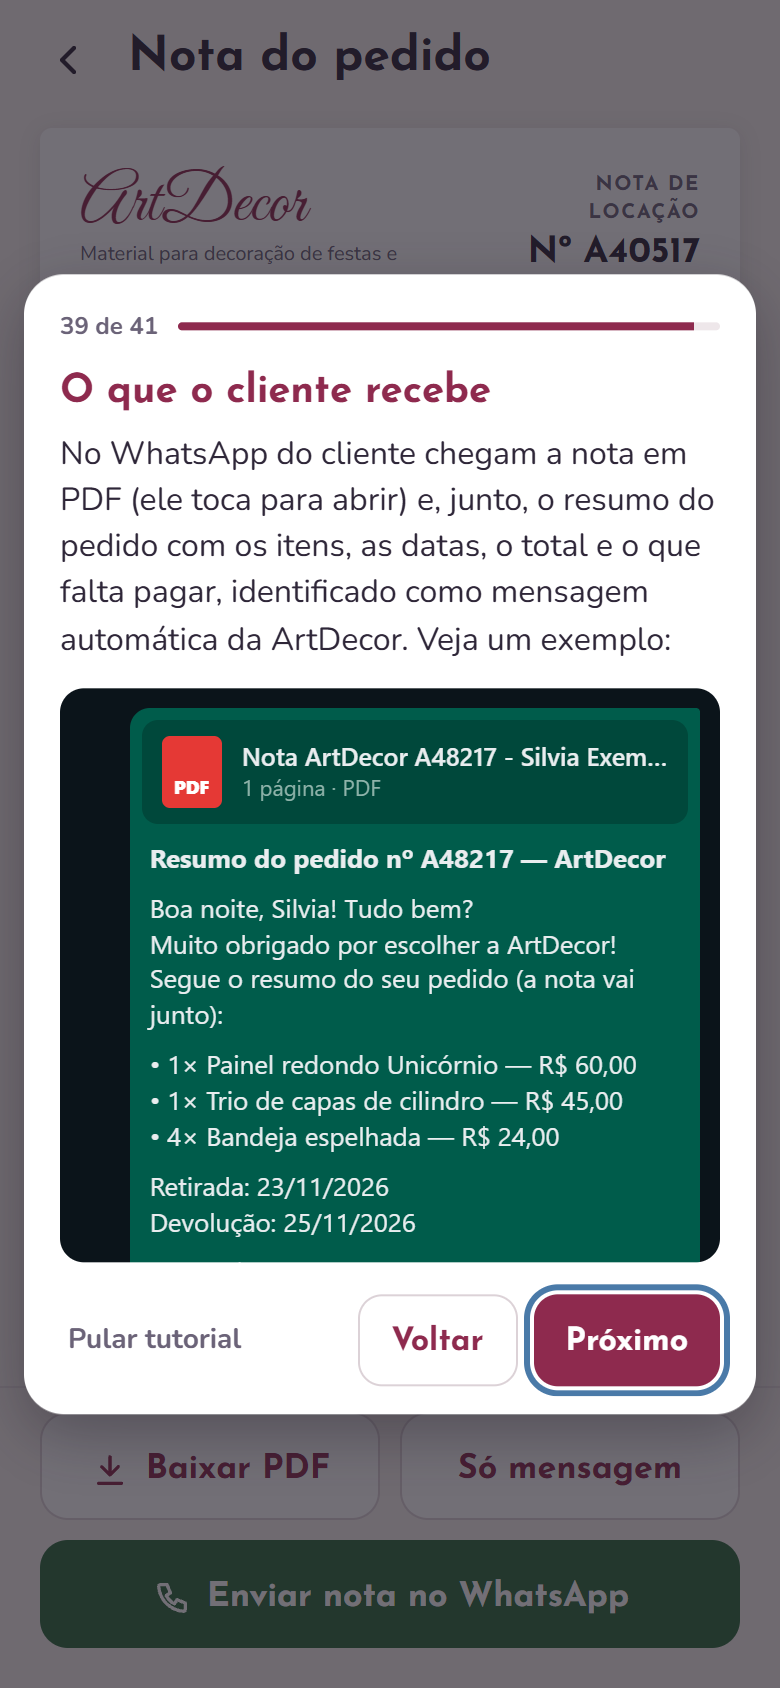 Nota do pedido
ArtDecor
Material para decoração de festas e
NOTA DE
LOCAÇÃO
Nº A40517
39 de 41
O que o cliente recebe
No WhatsApp do cliente chegam a nota em
PDF (ele toca para abrir) e, junto, o resumo do
pedido com os itens, as datas, o total e o que
falta pagar, identificado como mensagem
automática da ArtDecor. Veja um exemplo:
PDF
Nota ArtDecor A48217 - Silvia Exem...
1 página · PDF
Resumo do pedido nº A48217 — ArtDecor
Boa noite, Silvia! Tudo bem?
Muito obrigado por escolher a ArtDecor!
Segue o resumo do seu pedido (a nota vai
junto):
• 1× Painel redondo Unicórnio — R$ 60,00
• 1× Trio de capas de cilindro — R$ 45,00
• 4× Bandeja espelhada — R$ 24,00
Retirada: 23/11/2026
Devolução: 25/11/2026
Pular tutorial
Voltar
Próximo
Baixar PDF
Só mensagem
Enviar nota no WhatsApp